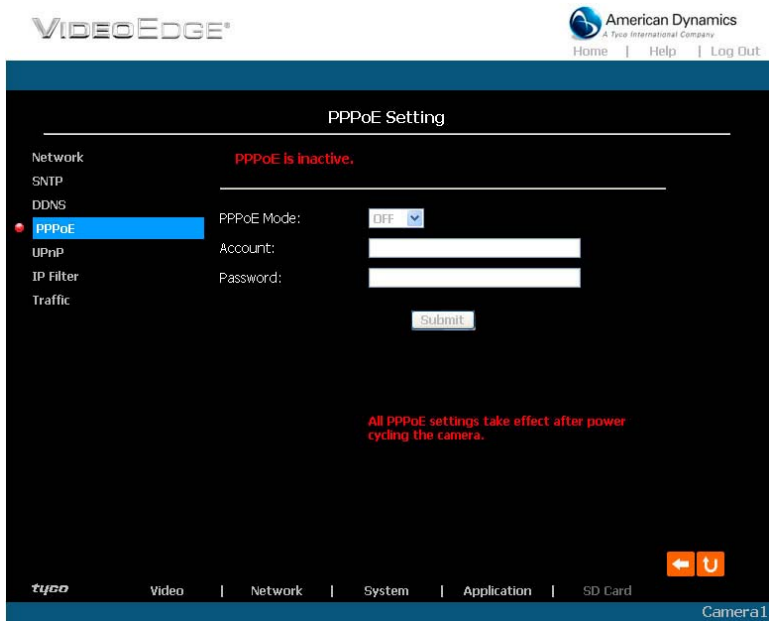 VIDEOEDGE®
American Dynamics
A Tyco International Company
Home | Help | Log Out
PPPoE Setting
Network
SNTP
DDNS
PPPoE
UPnP
IP Filter
Traffic
PPPoE is inactive.
PPPoE Mode: OFF
Account:
Password:
Submit
All PPPoE settings take effect after power
cycling the camera.
tyco Video | Network | System | Application | SD Card
Camera1